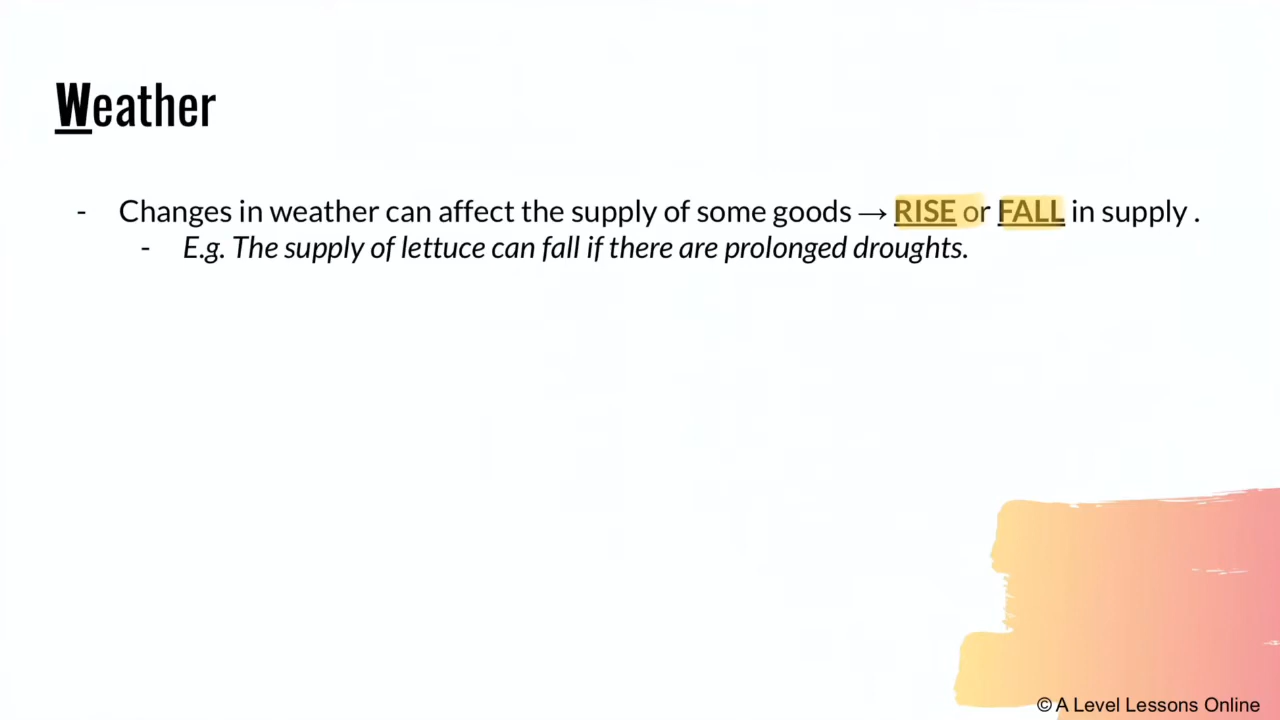 Weather
- Changes in weather can affect the supply of some goods → RISE or FALL in supply .
- E.g. The supply of lettuce can fall if there are prolonged droughts.
© A Level Lessons Online